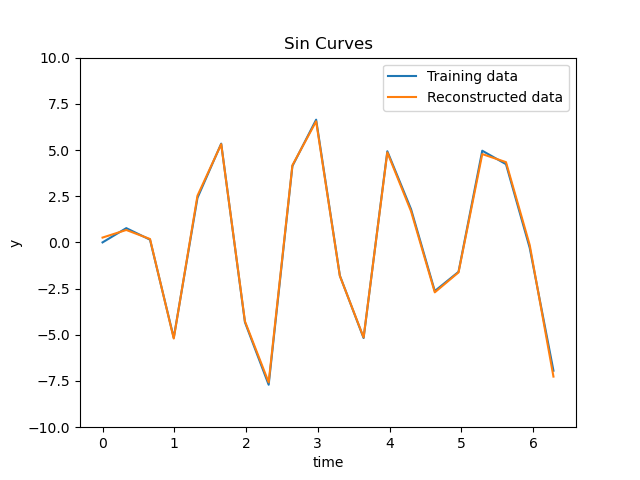 Sin Curves
Training data
Reconstructed data
10.0
7.5
5.0
2.5
0.0
−2.5
−5.0
−7.5
−10.0
y
0 1 2 3 4 5 6
time